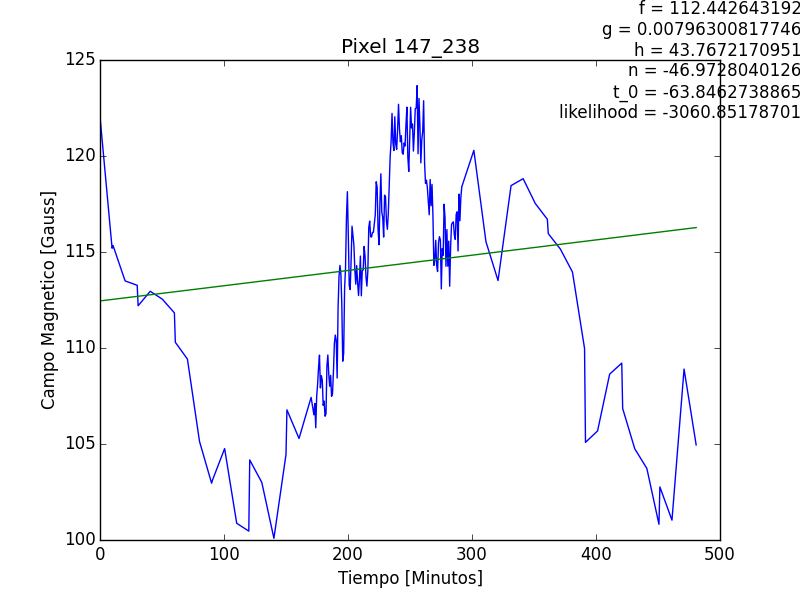 f = 112.442643192
g = 0.00796300817746
Pixel 147_238
h = 43.7672170951
n = -46.9728040126
t_0 = -63.8462738865
likelihood = -3060.85178701
125
120
115
110
105
100
Campo Magnetico [Gauss]
0 100 200 300 400 500
Tiempo [Minutos]